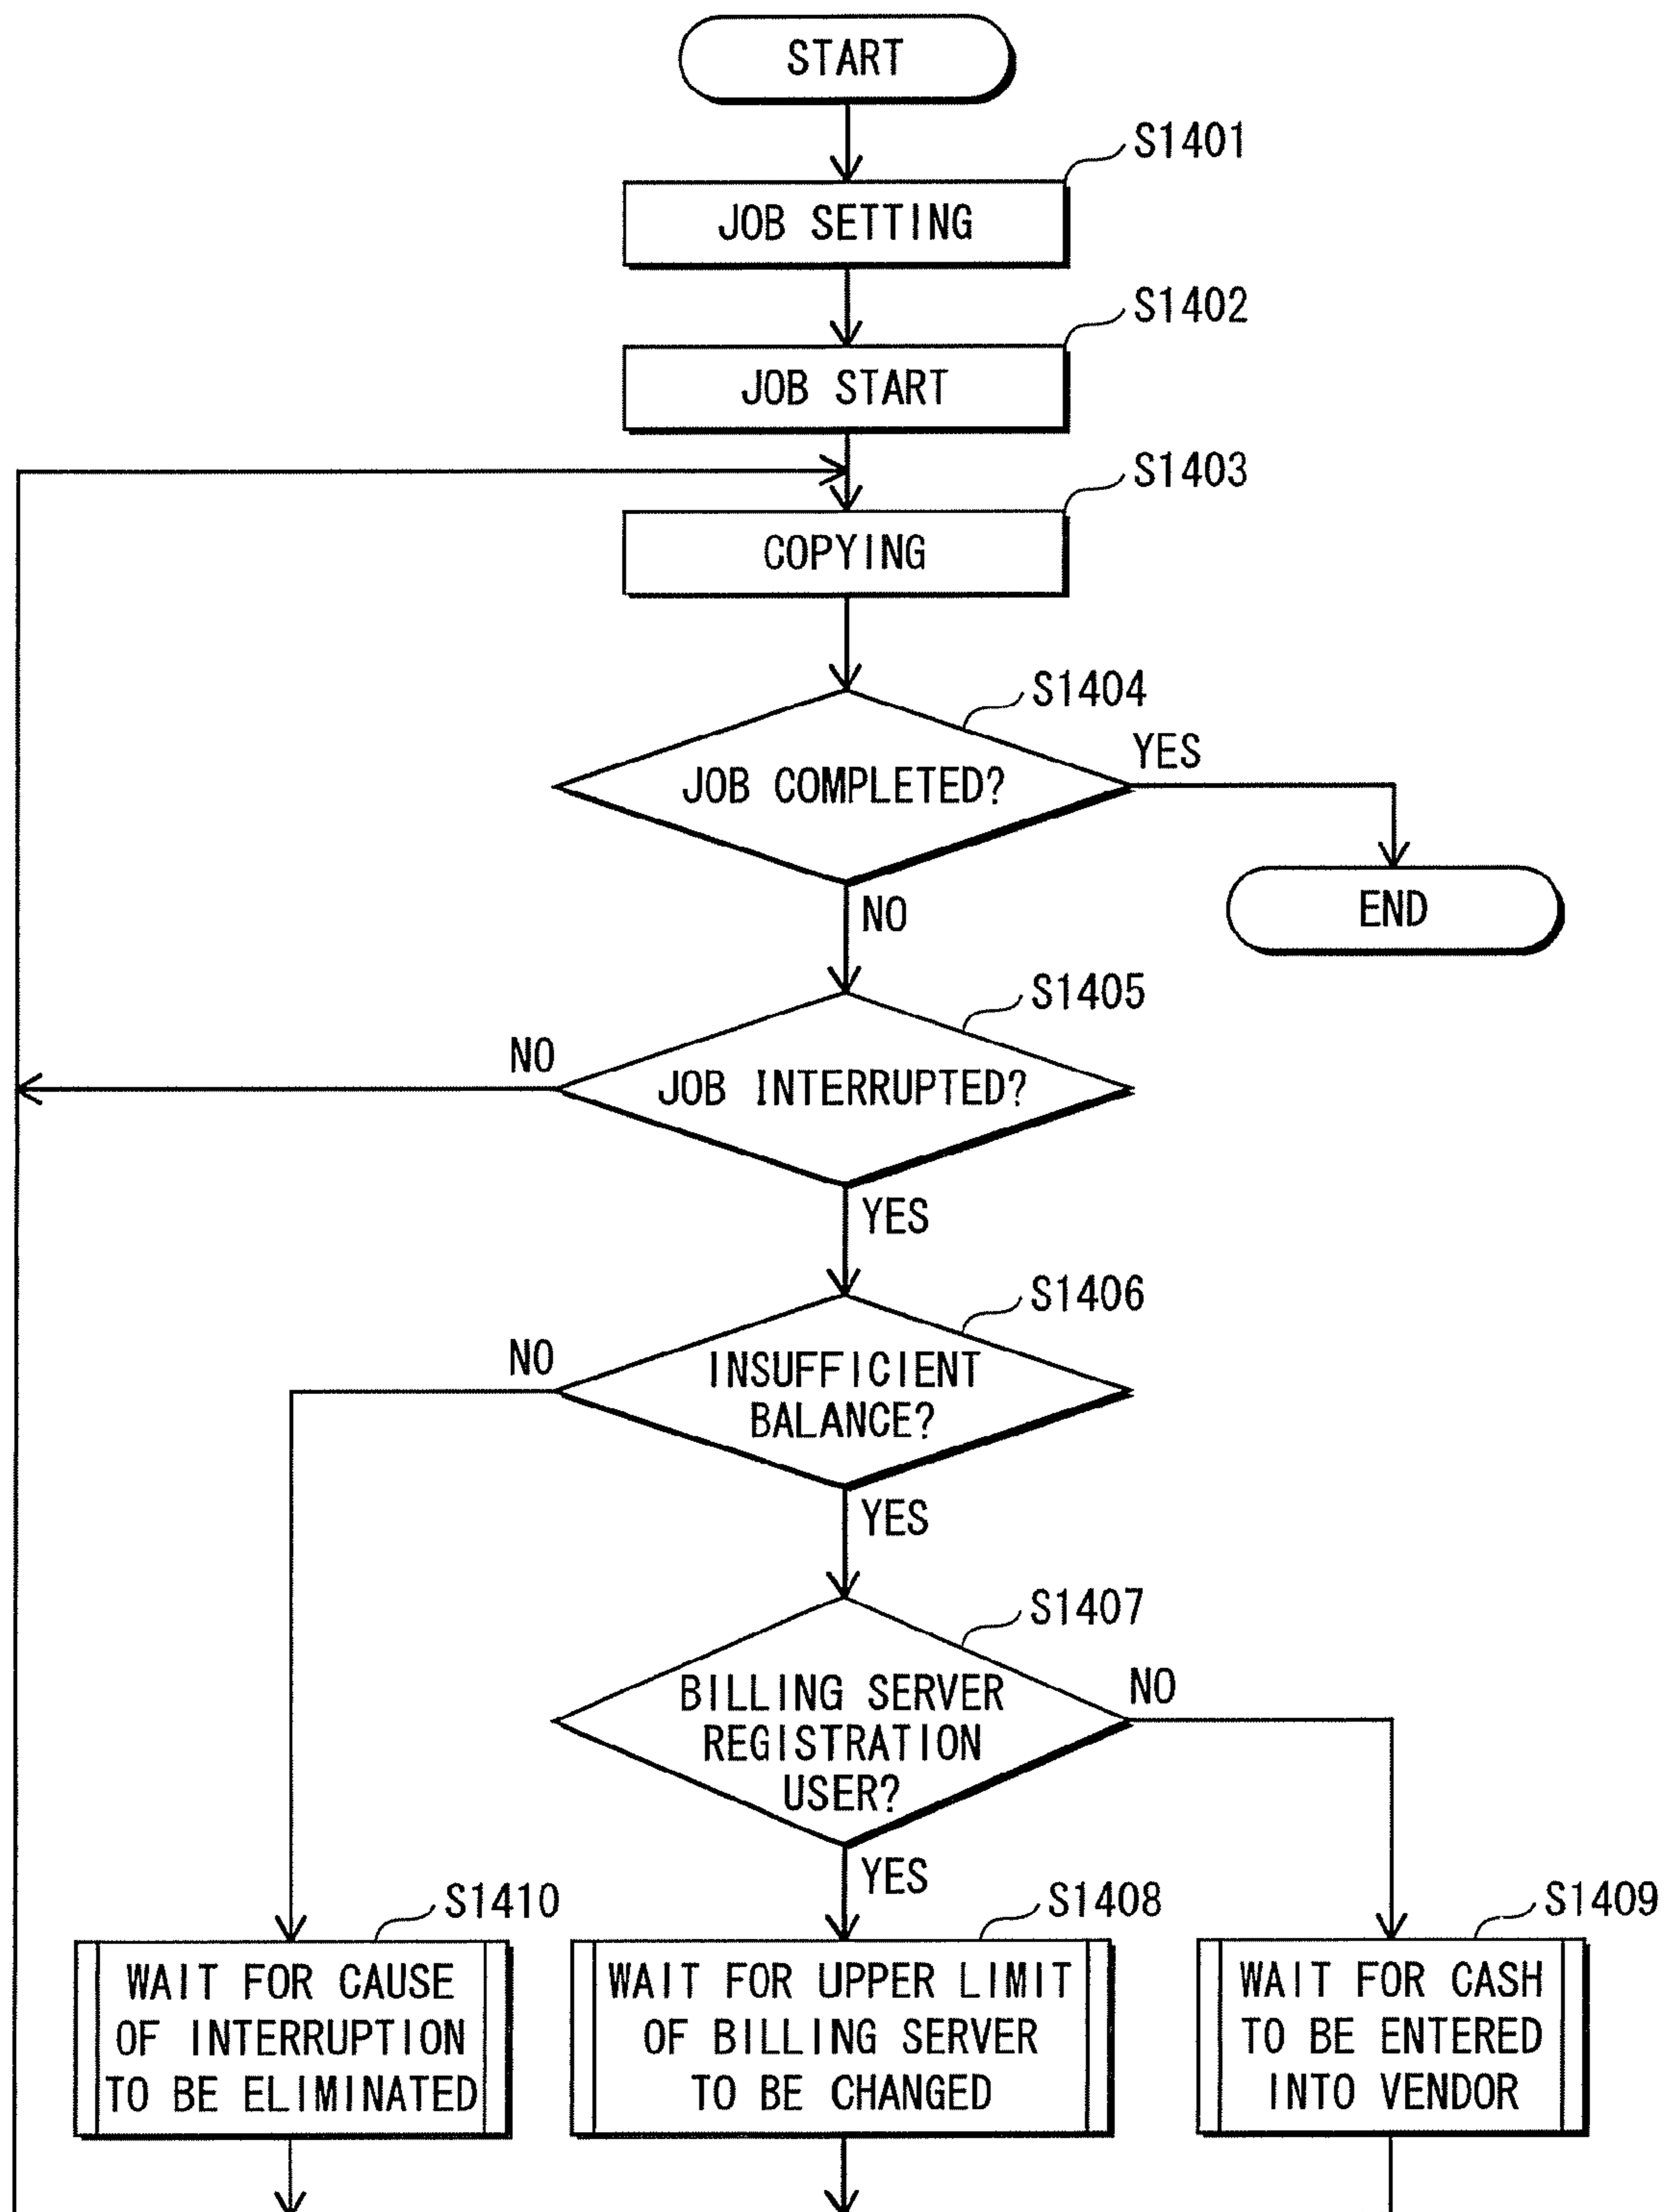 START
S1401
JOB SETTING
S1402
JOB START
S1403
COPYING
S1404
JOB COMPLETED?
YES
END
NO
S1405
NO
JOB INTERRUPTED?
YES
S1406
NO
INSUFFICIENT
BALANCE?
YES
S1407
BILLING SERVER
REGISTRATION
USER?
NO
YES
S1410
WAIT FOR CAUSE
OF INTERRUPTION
TO BE ELIMINATED
S1408
WAIT FOR UPPER LIMIT
OF BILLING SERVER
TO BE CHANGED
S1409
WAIT FOR CASH
TO BE ENTERED
INTO VENDOR